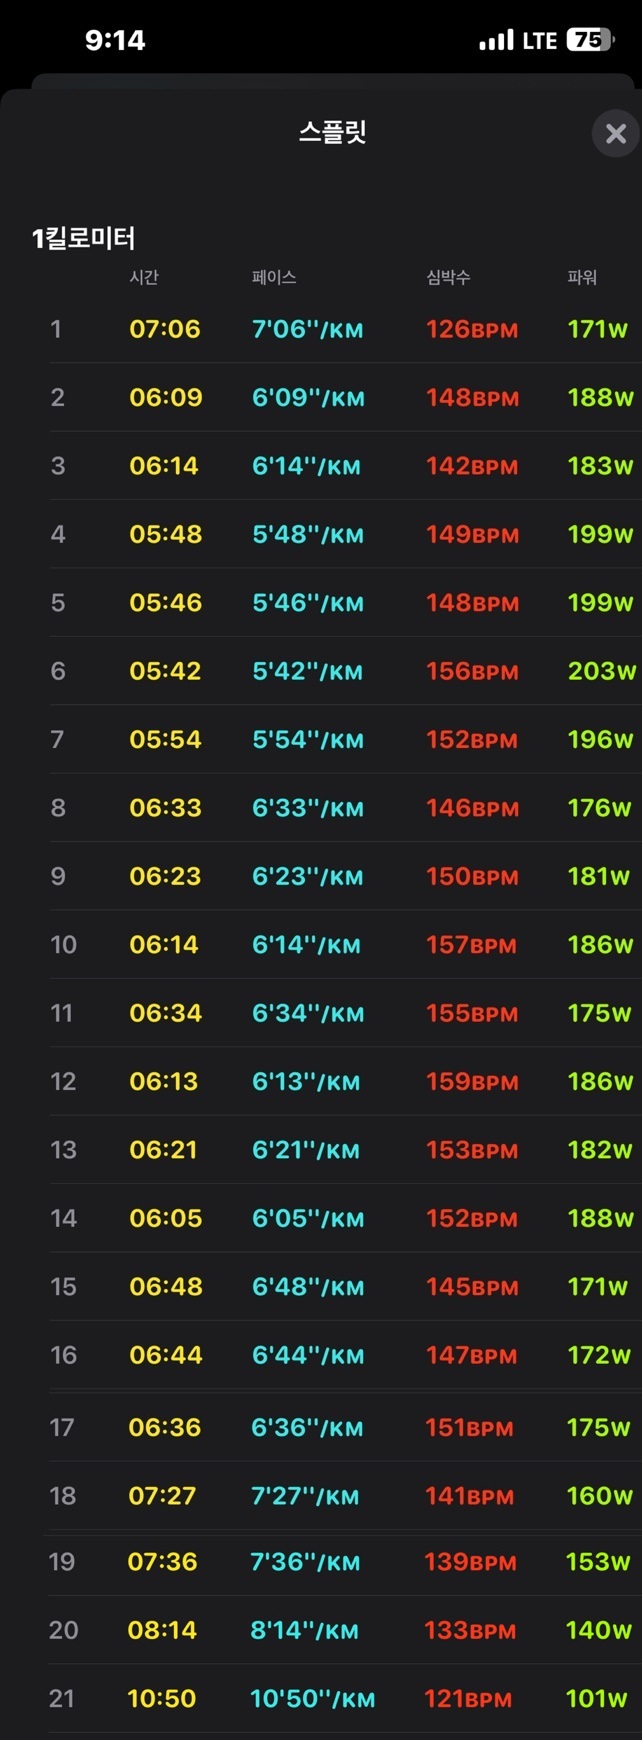 9:14 LTE 75
스플릿
1킬로미터
시간 페이스 심박수 파워
1 07:06 7'06''/KM 126BPM 171W
2 06:09 6'09''/KM 148BPM 188W
3 06:14 6'14''/KM 142BPM 183W
4 05:48 5'48''/KM 149BPM 199W
5 05:46 5'46''/KM 148BPM 199W
6 05:42 5'42''/KM 156BPM 203W
7 05:54 5'54''/KM 152BPM 196W
8 06:33 6'33''/KM 146BPM 176W
9 06:23 6'23''/KM 150BPM 181W
10 06:14 6'14''/KM 157BPM 186W
11 06:34 6'34''/KM 155BPM 175W
12 06:13 6'13''/KM 159BPM 186W
13 06:21 6'21''/KM 153BPM 182W
14 06:05 6'05''/KM 152BPM 188W
15 06:48 6'48''/KM 145BPM 171W
16 06:44 6'44''/KM 147BPM 172W
17 06:36 6'36''/KM 151BPM 175W
18 07:27 7'27''/KM 141BPM 160W
19 07:36 7'36''/KM 139BPM 153W
20 08:14 8'14''/KM 133BPM 140W
21 10:50 10'50''/KM 121BPM 101W